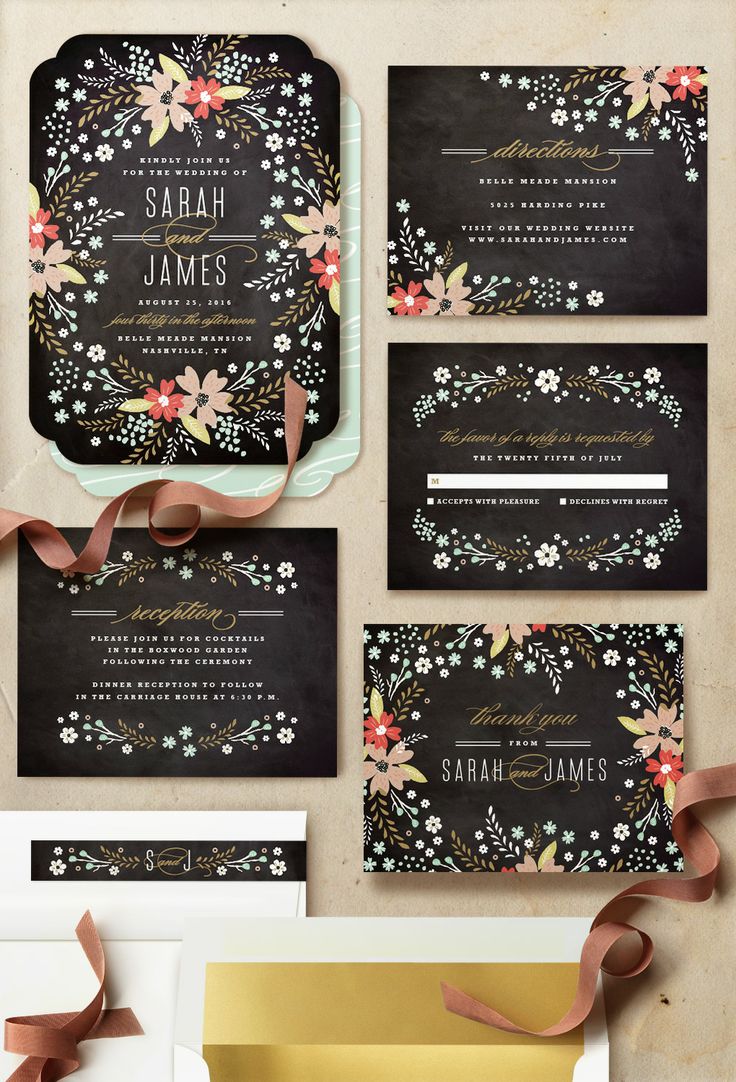 KINDLY JOIN US
FOR THE WEDDING OF
SARAH
and
JAMES
AUGUST 25, 2016
four thirty in the afternoon
BELLE MEADE MANSION
NASHVILLE, TN
directions
BELLE MEADE MANSION
5025 HARDING PIKE
VISIT OUR WEDDING WEBSITE
WWW.SARAHANDJAMES.COM
the favor of a reply is requested by
THE TWENTY FIFTH OF JULY
M
ACCEPTS WITH PLEASURE DECLINES WITH REGRET
reception
PLEASE JOIN US FOR COCKTAILS
IN THE BOXWOOD GARDEN
FOLLOWING THE CEREMONY
DINNER RECEPTION TO FOLLOW
IN THE CARRIAGE HOUSE AT 6:30 P.M.
thank you
FROM
SARAH and JAMES
S and J